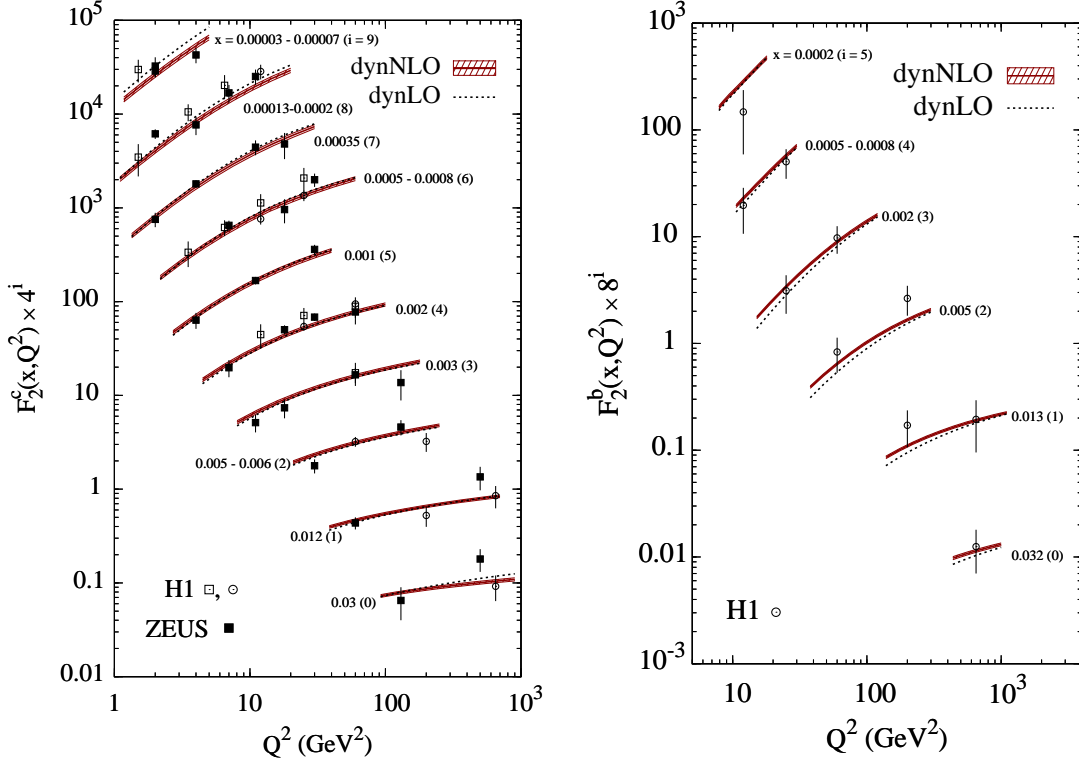 10^5
10^4
10^3
100
10
1
0.1
0.01
1
10
100
10^3
F_2^c(x,Q^2) × 4^i
Q^2 (GeV^2)
x = 0.00003 - 0.00007 (i = 9)
dynNLO
dynLO
0.00013-0.0002 (8)
0.00035 (7)
0.0005 - 0.0008 (6)
0.001 (5)
0.002 (4)
0.003 (3)
0.005 - 0.006 (2)
0.012 (1)
0.03 (0)
H1 ,
ZEUS
10^3
100
10
1
0.1
0.01
10^-3
10
100
10^3
F_2^b(x,Q^2) × 8^i
Q^2 (GeV^2)
x = 0.0002 (i = 5)
dynNLO
dynLO
0.0005 - 0.0008 (4)
0.002 (3)
0.005 (2)
0.013 (1)
0.032 (0)
H1